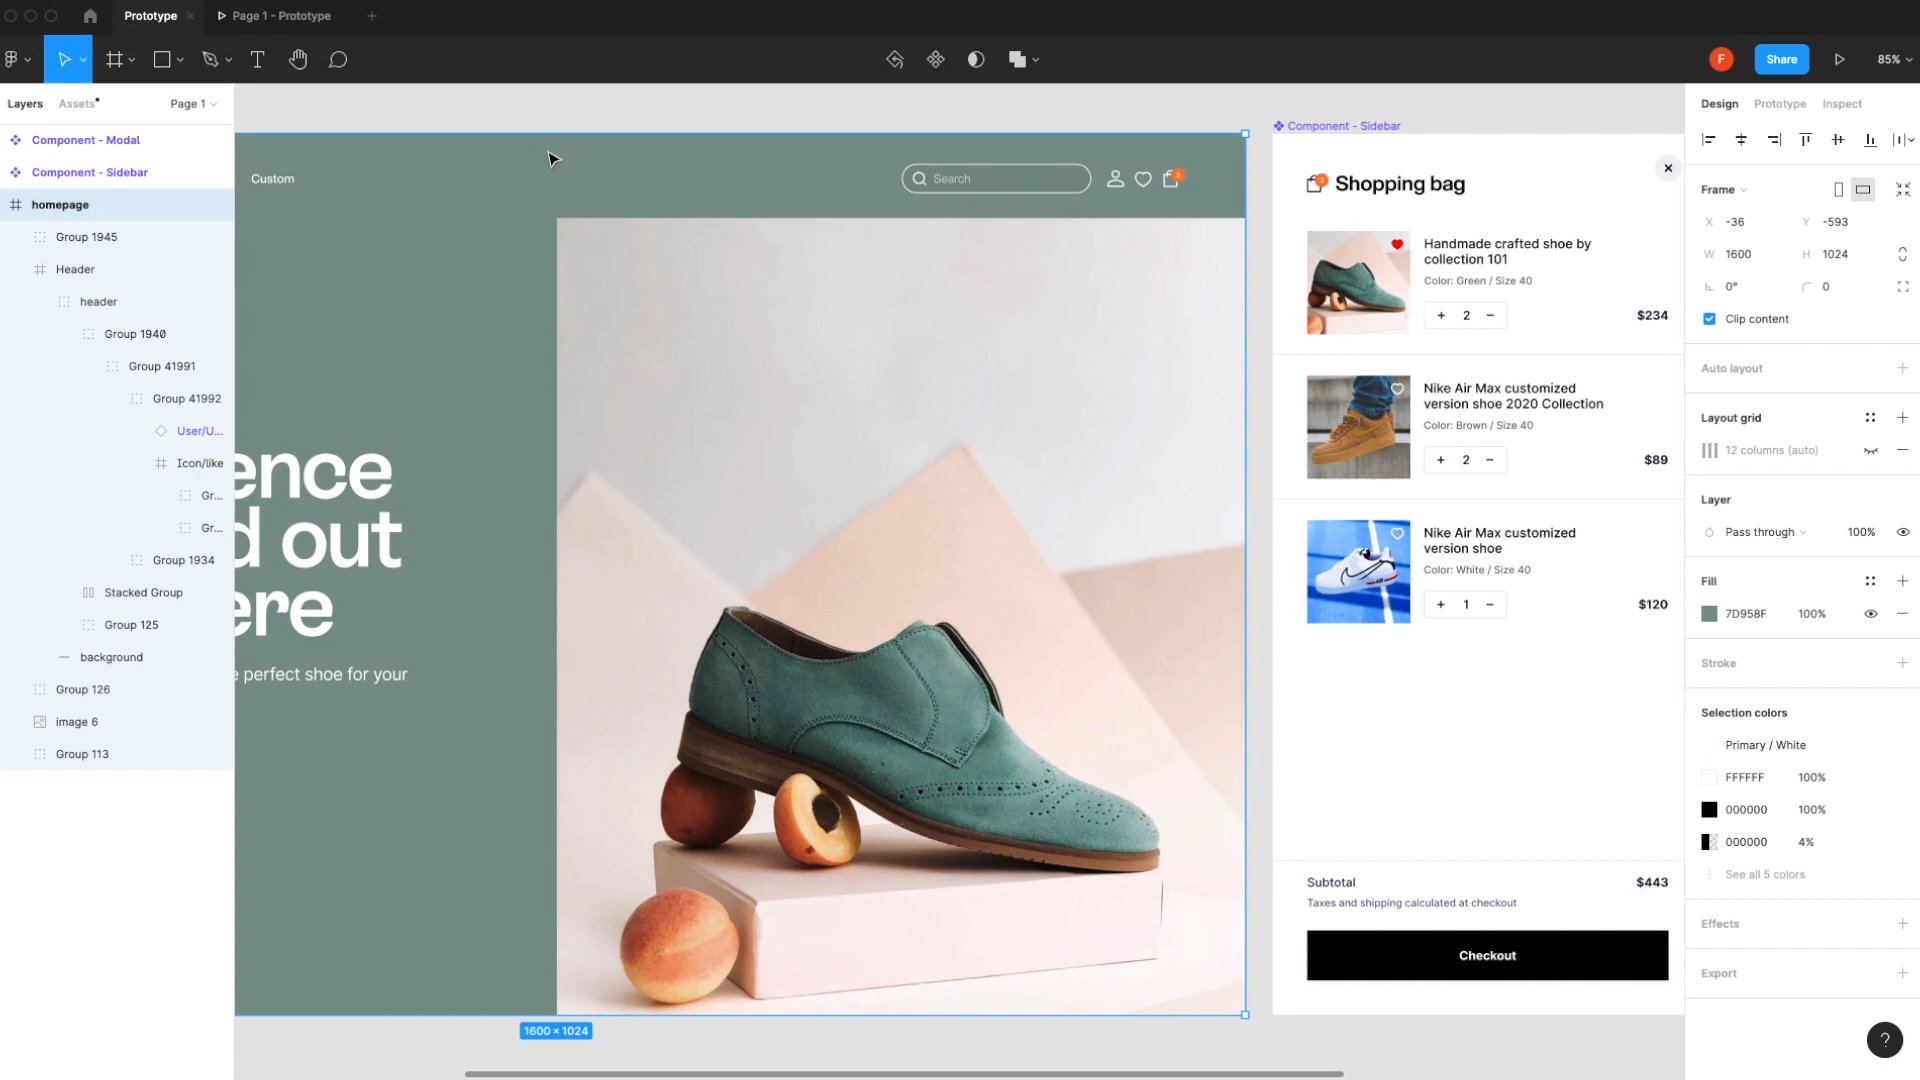 Prototype
Page 1 - Prototype
F
Share
85%
Layers
Assets
Page 1
Component - Modal
Component - Sidebar
homepage
Group 1945
Header
header
Group 1940
Group 41991
Group 41992
User/U...
Icon/like
Gr...
Gr...
Group 1934
Stacked Group
Group 125
background
Group 126
image 6
Group 113
Custom
Search
3
ence
d out
ere
e perfect shoe for your
1600 × 1024
Component - Sidebar
3
Shopping bag
Handmade crafted shoe by
collection 101
Color: Green / Size 40
+ 2 −
$234
Nike Air Max customized
version shoe 2020 Collection
Color: Brown / Size 40
+ 2 −
$89
Nike Air Max customized
version shoe
Color: White / Size 40
+ 1 −
$120
Subtotal
$443
Taxes and shipping calculated at checkout
Checkout
Design
Prototype
Inspect
Frame
X -36
Y -593
W 1600
H 1024
0°
0
Clip content
Auto layout
Layout grid
12 columns (auto)
Layer
Pass through
100%
Fill
7D958F
100%
Stroke
Selection colors
Primary / White
FFFFFF
100%
000000
100%
000000
4%
See all 5 colors
Effects
Export
?